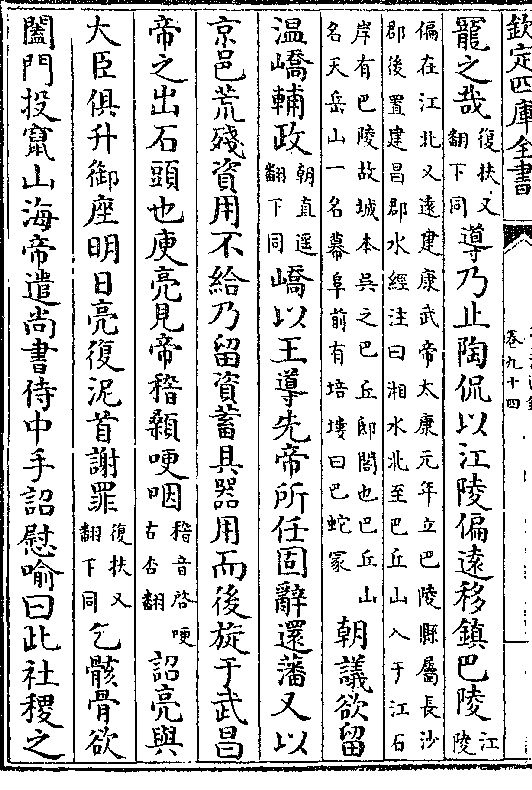 欽定四庫全書
卷九十四
寵之哉復扶又翻下同導乃止陶侃以江陵偏遠移鎮巴陵江陵
偏在江北又遠建康武帝太康元年立巴陵縣屬長沙
郡後置建昌郡水經注曰湘水北至巴丘山入于江石
岸有巴陵故城本吳之巴丘邸閣也巴丘山
名天岳山一名幕阜前有培塿曰巴蛇冢
朝議欲留
温嶠輔政朝直遥翻下同嶠以王導先帝所任固辭還藩又以
京邑荒殘資用不給乃留資蓄具器用而後旋于武昌
帝之出石頭也庾亮見帝稽顙哽咽稽音啓哽古杏翻詔亮與
大臣俱升御座明日亮復泥首謝罪復扶又翻下同乞骸骨欲
闔門投竄山海帝遣尚書侍中手詔慰喻曰此社稷之